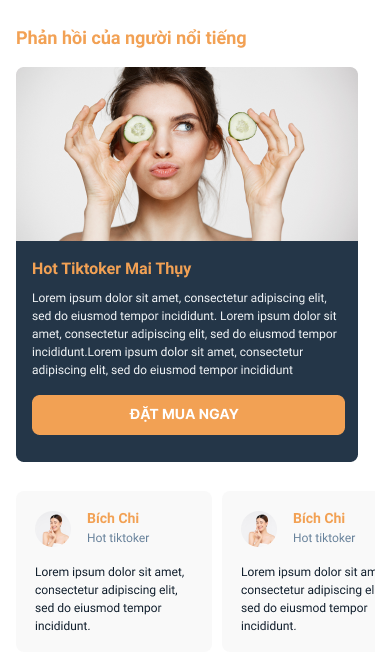 Phản hồi của người nổi tiếng
Hot Tiktoker Mai Thụy
Lorem ipsum dolor sit amet, consectetur adipiscing elit,
sed do eiusmod tempor incididunt. Lorem ipsum dolor sit
amet, consectetur adipiscing elit, sed do eiusmod tempor
incididunt.Lorem ipsum dolor sit amet, consectetur
adipiscing elit, sed do eiusmod tempor incididunt
ĐẶT MUA NGAY
Bích Chi
Hot tiktoker
Lorem ipsum dolor sit amet,
consectetur adipiscing elit,
sed do eiusmod tempor
incididunt.
Bích Chi
Hot tiktoker
Lorem ipsum dolor sit am
consectetur adipiscing el
sed do eiusmod tempor
incididunt.